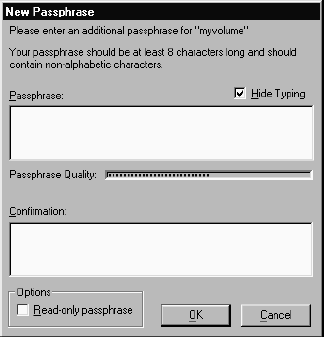 New Passphrase
Please enter an additional passphrase for "myvolume"
Your passphrase should be at least 8 characters long and should
contain non-alphabetic characters.
Passphrase:
Hide Typing
Passphrase Quality:
Confirmation:
Options
Read-only passphrase
OK
Cancel